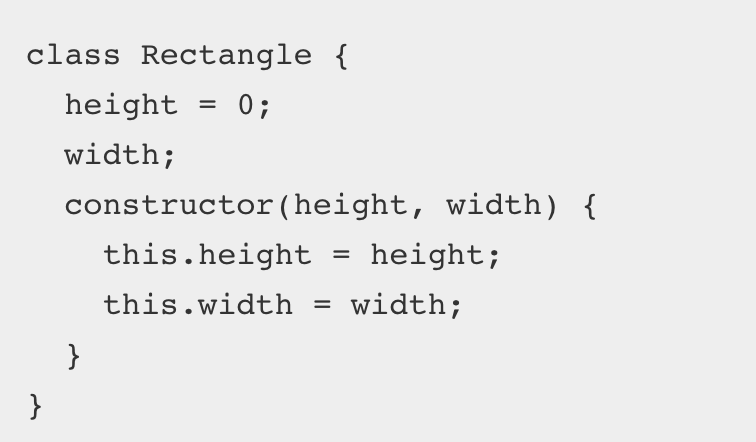 class Rectangle {
  height = 0;
  width;
  constructor(height, width) {
    this.height = height;
    this.width = width;
  }
}